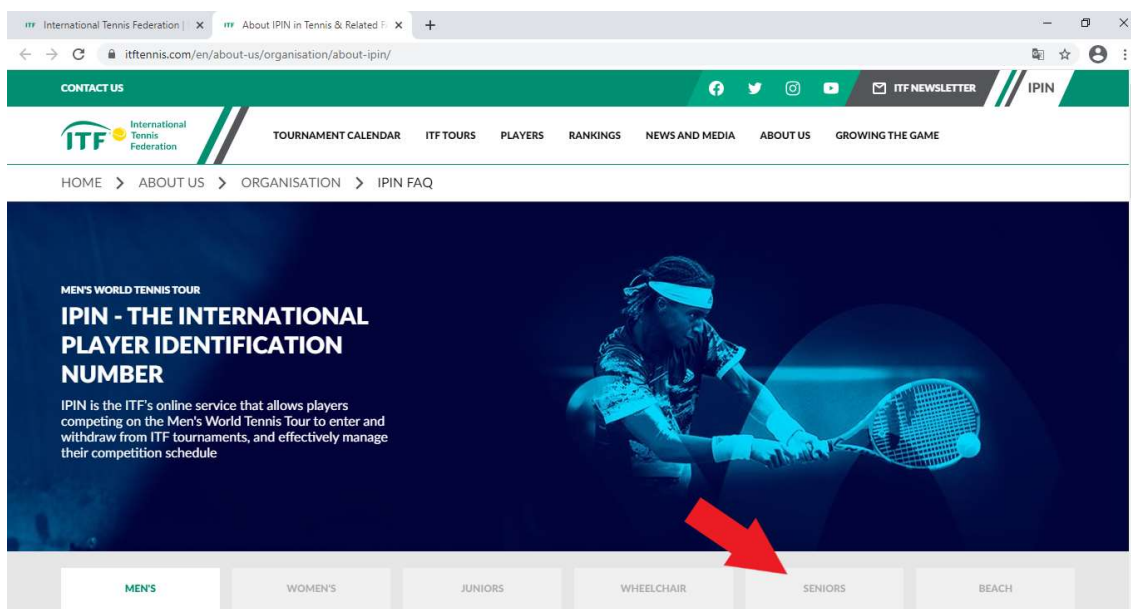 International Tennis Federation |
About IPIN in Tennis & Related F
itftennis.com/en/about-us/organisation/about-ipin/
CONTACT US
ITF NEWSLETTER
IPIN
ITF International Tennis Federation
TOURNAMENT CALENDAR ITF TOURS PLAYERS RANKINGS NEWS AND MEDIA ABOUT US GROWING THE GAME
HOME > ABOUT US > ORGANISATION > IPIN FAQ
MEN'S WORLD TENNIS TOUR
IPIN - THE INTERNATIONAL
PLAYER IDENTIFICATION
NUMBER
IPIN is the ITF's online service that allows players
competing on the Men's World Tennis Tour to enter and
withdraw from ITF tournaments, and effectively manage
their competition schedule
MEN'S WOMEN'S JUNIORS WHEELCHAIR SENIORS BEACH